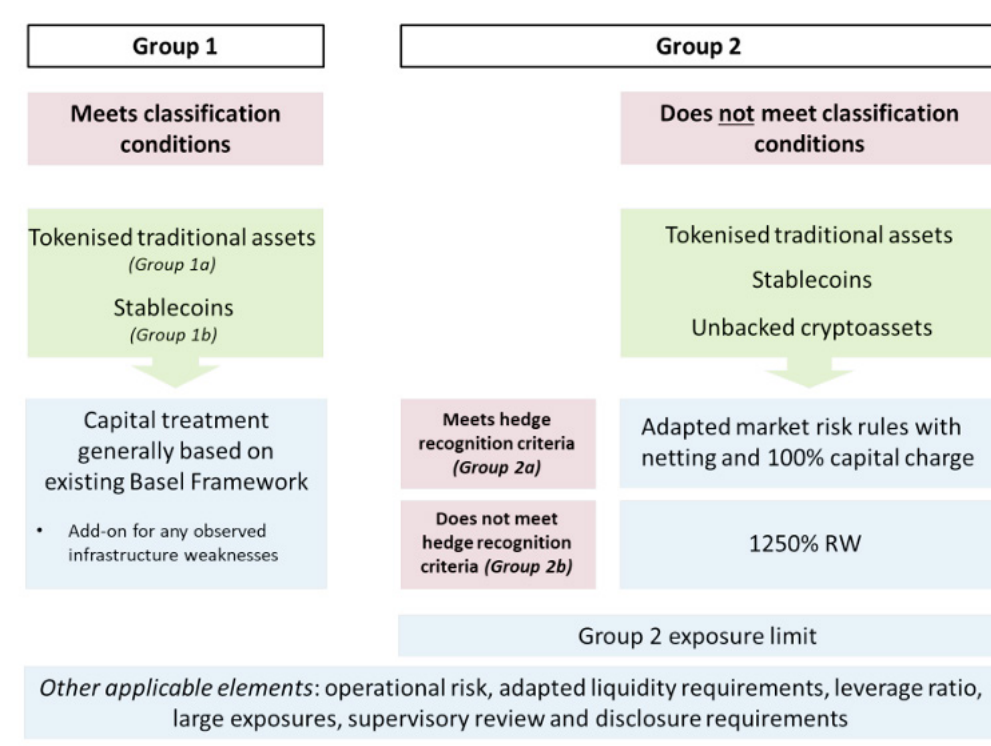 Group 1
Group 2
Meets classification
conditions
Does not meet classification
conditions
Tokenised traditional assets
(Group 1a)
Stablecoins
(Group 1b)
Tokenised traditional assets
Stablecoins
Unbacked cryptoassets
Capital treatment
generally based on
existing Basel Framework
• Add-on for any observed
infrastructure weaknesses
Meets hedge
recognition criteria
(Group 2a)
Adapted market risk rules with
netting and 100% capital charge
Does not meet
hedge recognition
criteria (Group 2b)
1250% RW
Group 2 exposure limit
Other applicable elements: operational risk, adapted liquidity requirements, leverage ratio,
large exposures, supervisory review and disclosure requirements